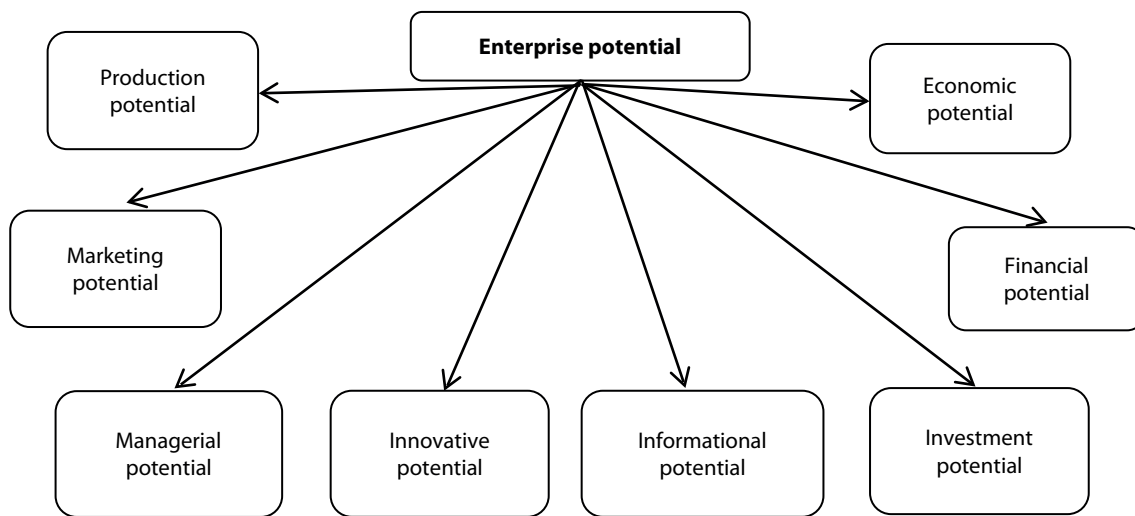 Enterprise potential
Production
potential
Economic
potential
Marketing
potential
Financial
potential
Managerial
potential
Innovative
potential
Informational
potential
Investment
potential